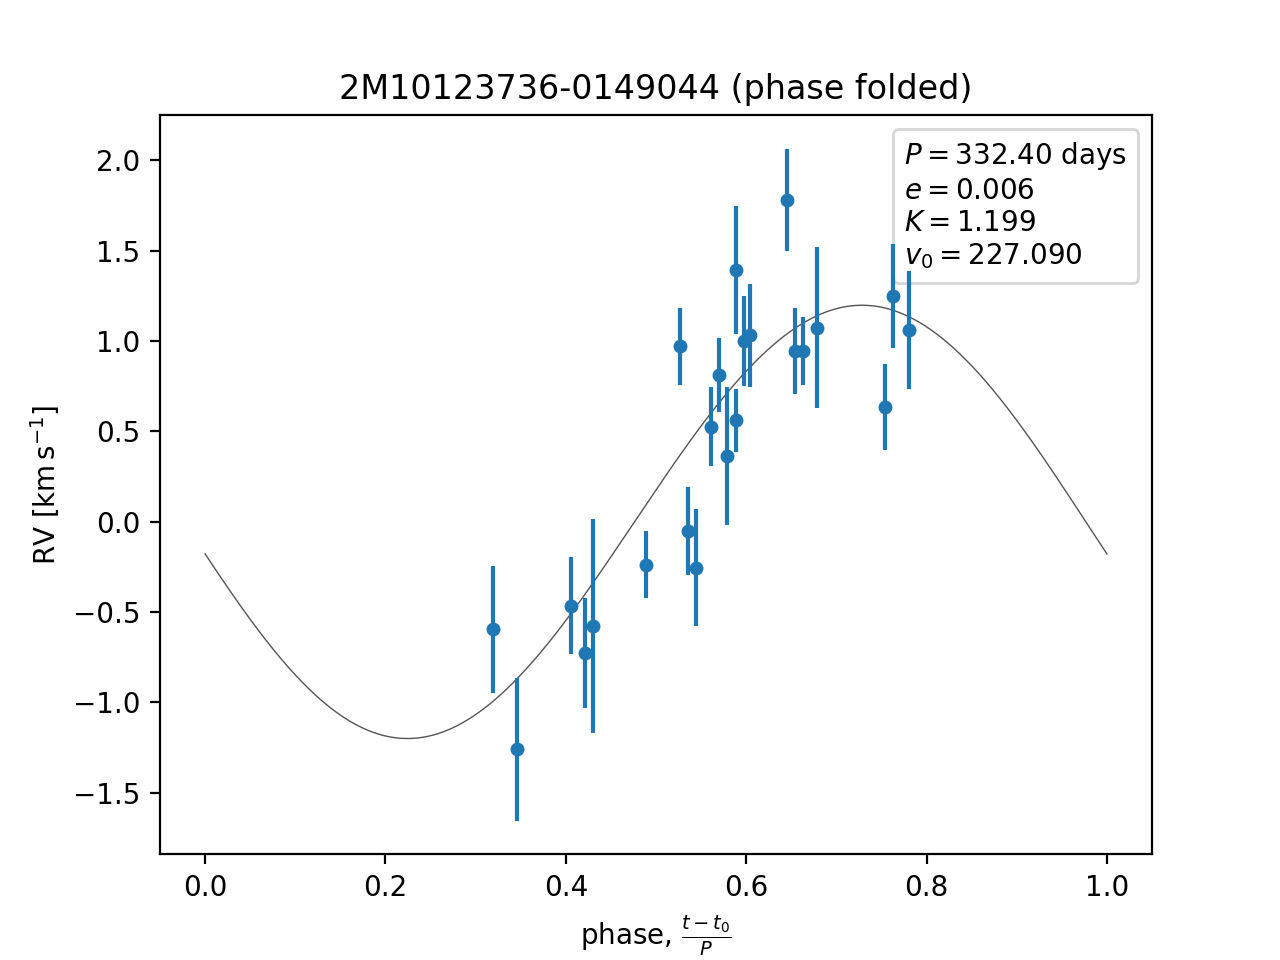 2M10123736-0149044 (phase folded)
P = 332.40 days
e = 0.006
K = 1.199
v₀ = 227.090
2.0
1.5
1.0
0.5
0.0
−0.5
−1.0
−1.5
RV [km s⁻¹]
0.0 0.2 0.4 0.6 0.8 1.0
phase, (t − t₀)/P